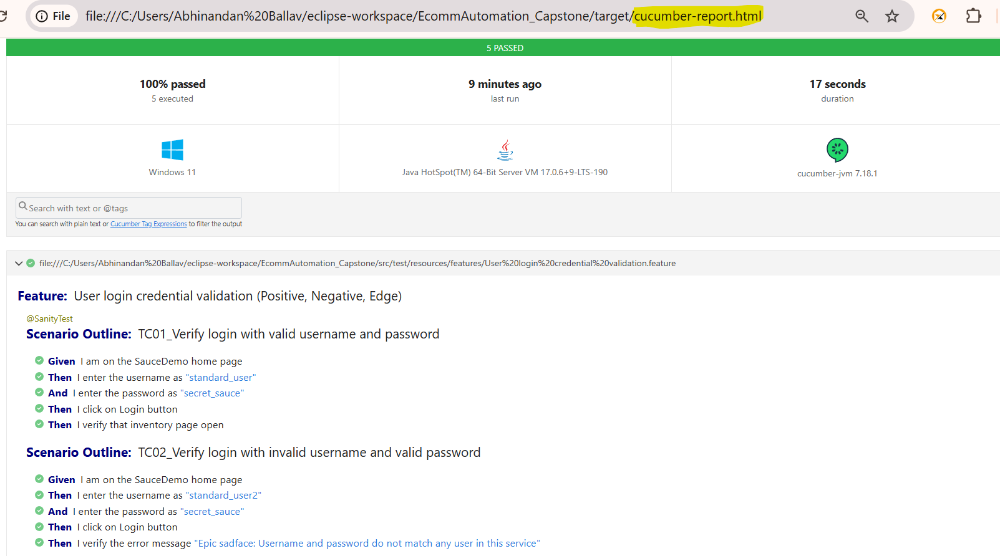 File file:///C:/Users/Abhinandan%20Ballav/eclipse-workspace/EcommAutomation_Capstone/target/cucumber-report.html
5 PASSED
100% passed
5 executed
9 minutes ago
last run
17 seconds
duration
Windows 11
Java HotSpot(TM) 64-Bit Server VM 17.0.6+9-LTS-190
cucumber-jvm 7.18.1
Search with text or @tags
You can search with plain text or Cucumber Tag Expressions to filter the output
file:///C:/Users/Abhinandan%20Ballav/eclipse-workspace/EcommAutomation_Capstone/src/test/resources/features/User%20login%20credential%20validation.feature
Feature: User login credential validation (Positive, Negative, Edge)
@SanityTest
Scenario Outline: TC01_Verify login with valid username and password
Given I am on the SauceDemo home page
Then I enter the username as "standard_user"
And I enter the password as "secret_sauce"
Then I click on Login button
Then I verify that inventory page open
Scenario Outline: TC02_Verify login with invalid username and valid password
Given I am on the SauceDemo home page
Then I enter the username as "standard_user2"
And I enter the password as "secret_sauce"
Then I click on Login button
Then I verify the error message "Epic sadface: Username and password do not match any user in this service"